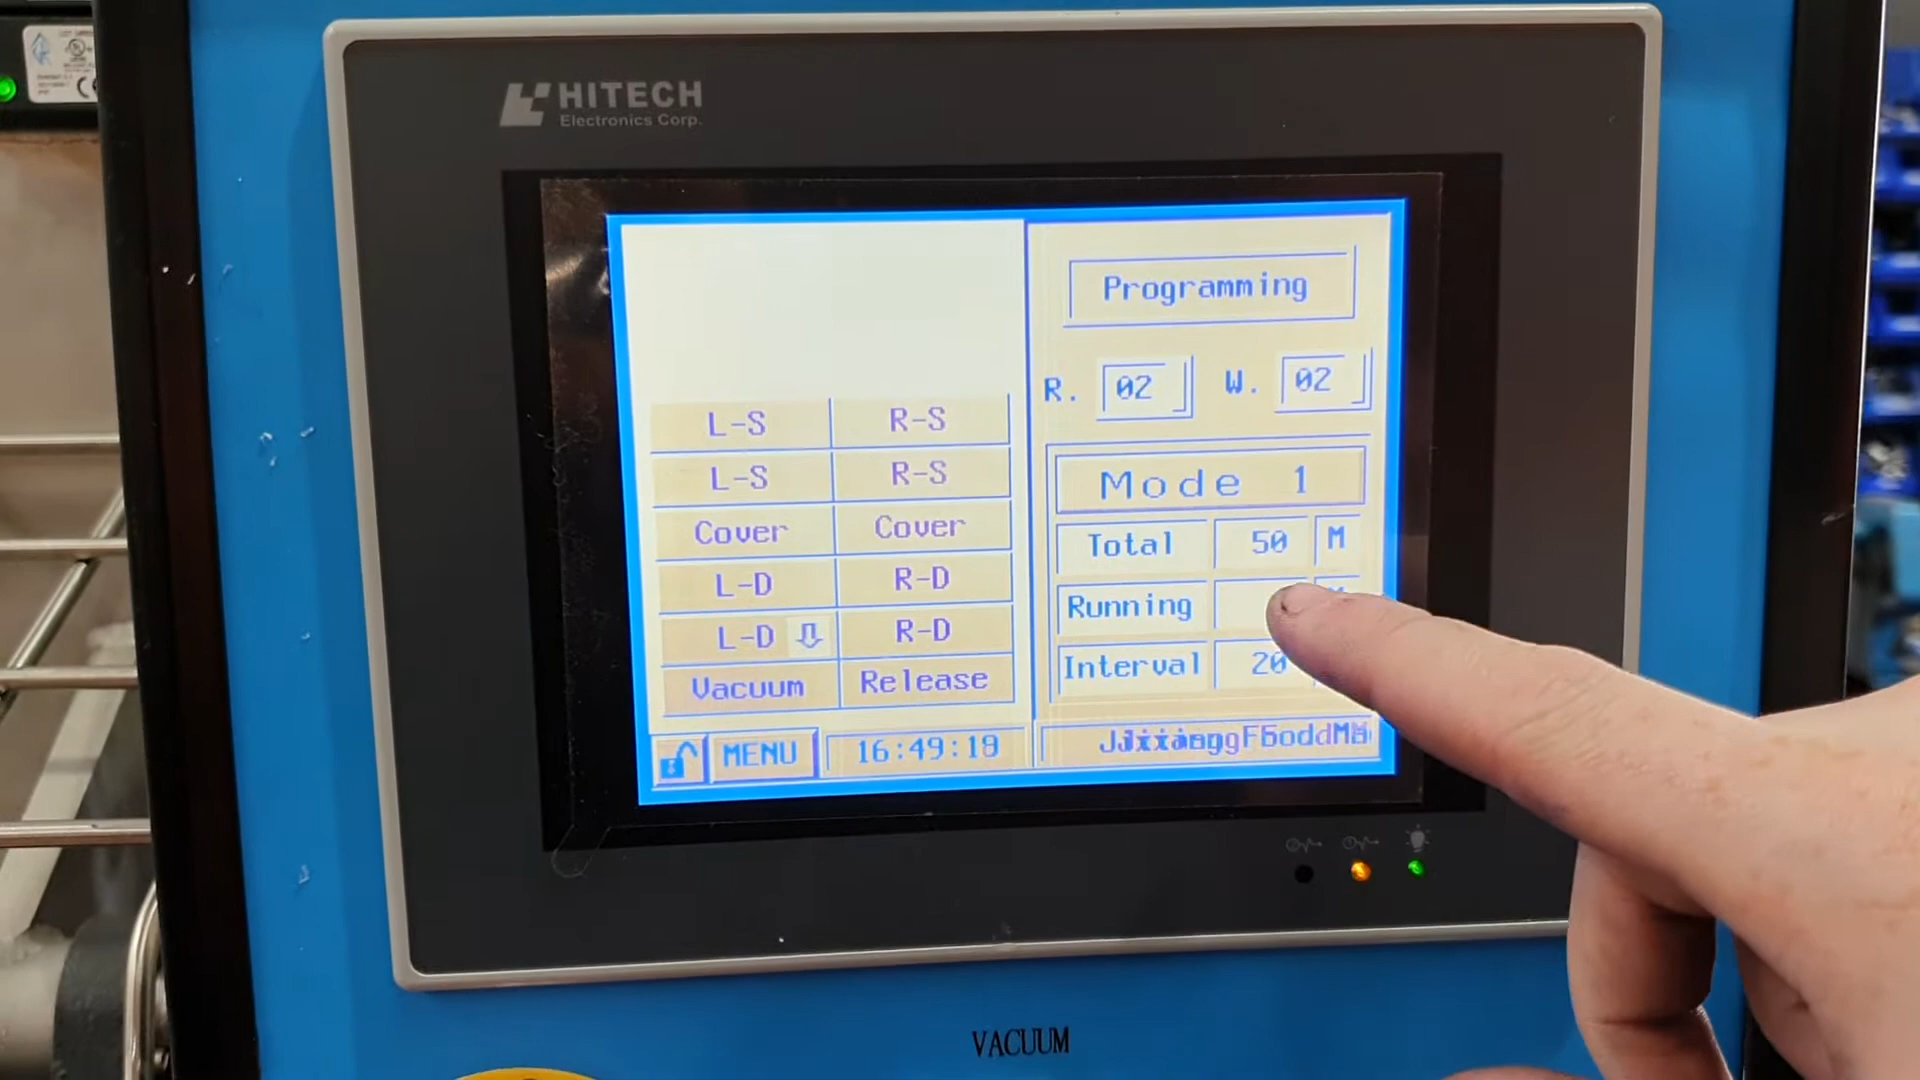 HITECH
Electronics Corp.
Programming
R. 02 W. 02
Mode 1
Total 50 M
Running
Interval 20
L-S R-S
L-S R-S
Cover Cover
L-D R-D
L-D R-D
Vacuum Release
MENU 16:49:18
VACUUM